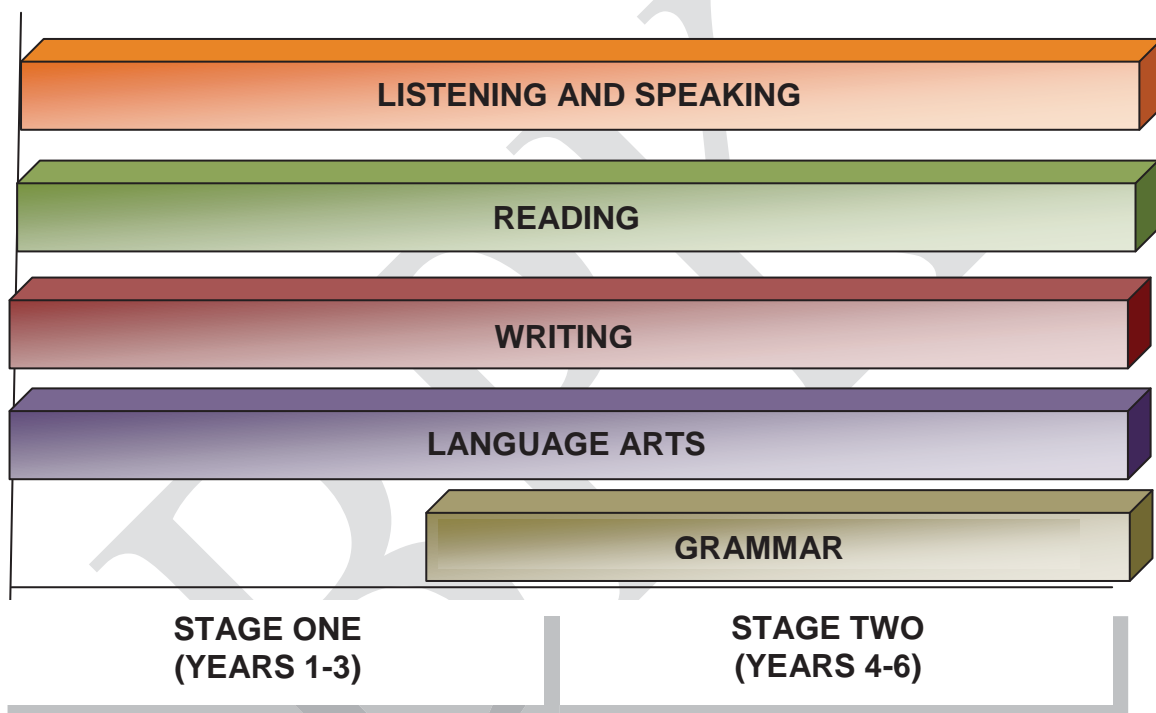 LISTENING AND SPEAKING
READING
WRITING
LANGUAGE ARTS
GRAMMAR
STAGE ONE
(YEARS 1-3)
STAGE TWO
(YEARS 4-6)